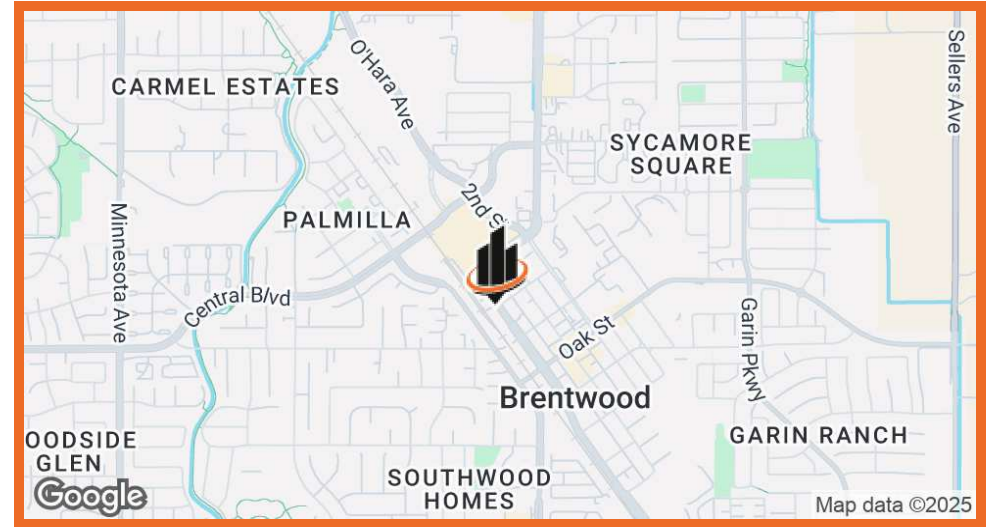 CARMEL ESTATES
O'Hara Ave
Sellers Ave
SYCAMORE
SQUARE
2nd
PALMILLA
Minnesota Ave
Central Blvd
Garin Pkwy
Oak St
Brentwood
OODSIDE
GLEN
GARIN RANCH
SOUTHWOOD
HOMES
Google
Map data ©2025